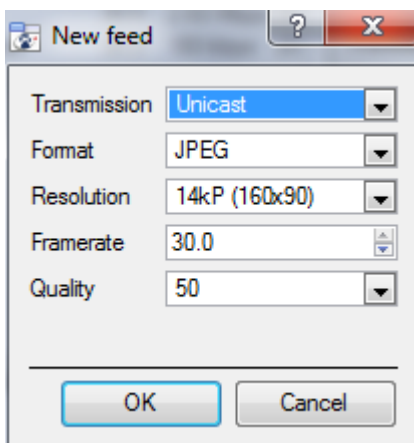 New feed
Transmission Unicast
Format JPEG
Resolution 14kP (160x90)
Framerate 30.0
Quality 50
OK Cancel